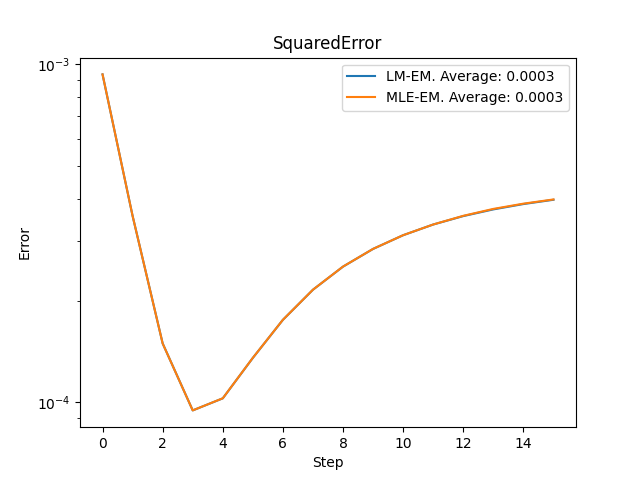 SquaredError
10⁻³
LM-EM. Average: 0.0003
MLE-EM. Average: 0.0003
Error
10⁻⁴
0 2 4 6 8 10 12 14
Step